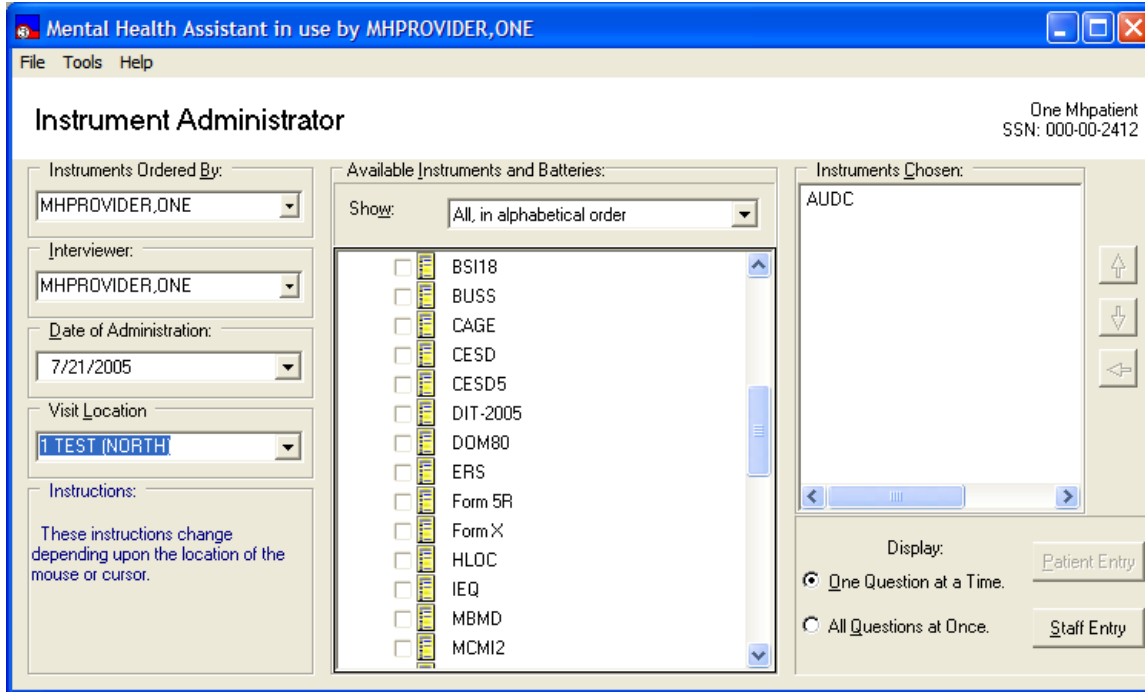 Mental Health Assistant in use by MHPROVIDER,ONE
File Tools Help
Instrument Administrator
One Mhpatient
SSN: 000-00-2412
Instruments Ordered By:
MHPROVIDER,ONE
Interviewer:
MHPROVIDER,ONE
Date of Administration:
7/21/2005
Visit Location
1 TEST (NORTH)
Instructions:
These instructions change
depending upon the location of the
mouse or cursor.
Available Instruments and Batteries:
Show: All, in alphabetical order
BSI18
BUSS
CAGE
CESD
CESD5
DIT-2005
DOM80
ERS
Form 5R
Form X
HLOC
IEQ
MBMD
MCMI2
Instruments Chosen:
AUDC
Display:
One Question at a Time.
All Questions at Once.
Patient Entry
Staff Entry